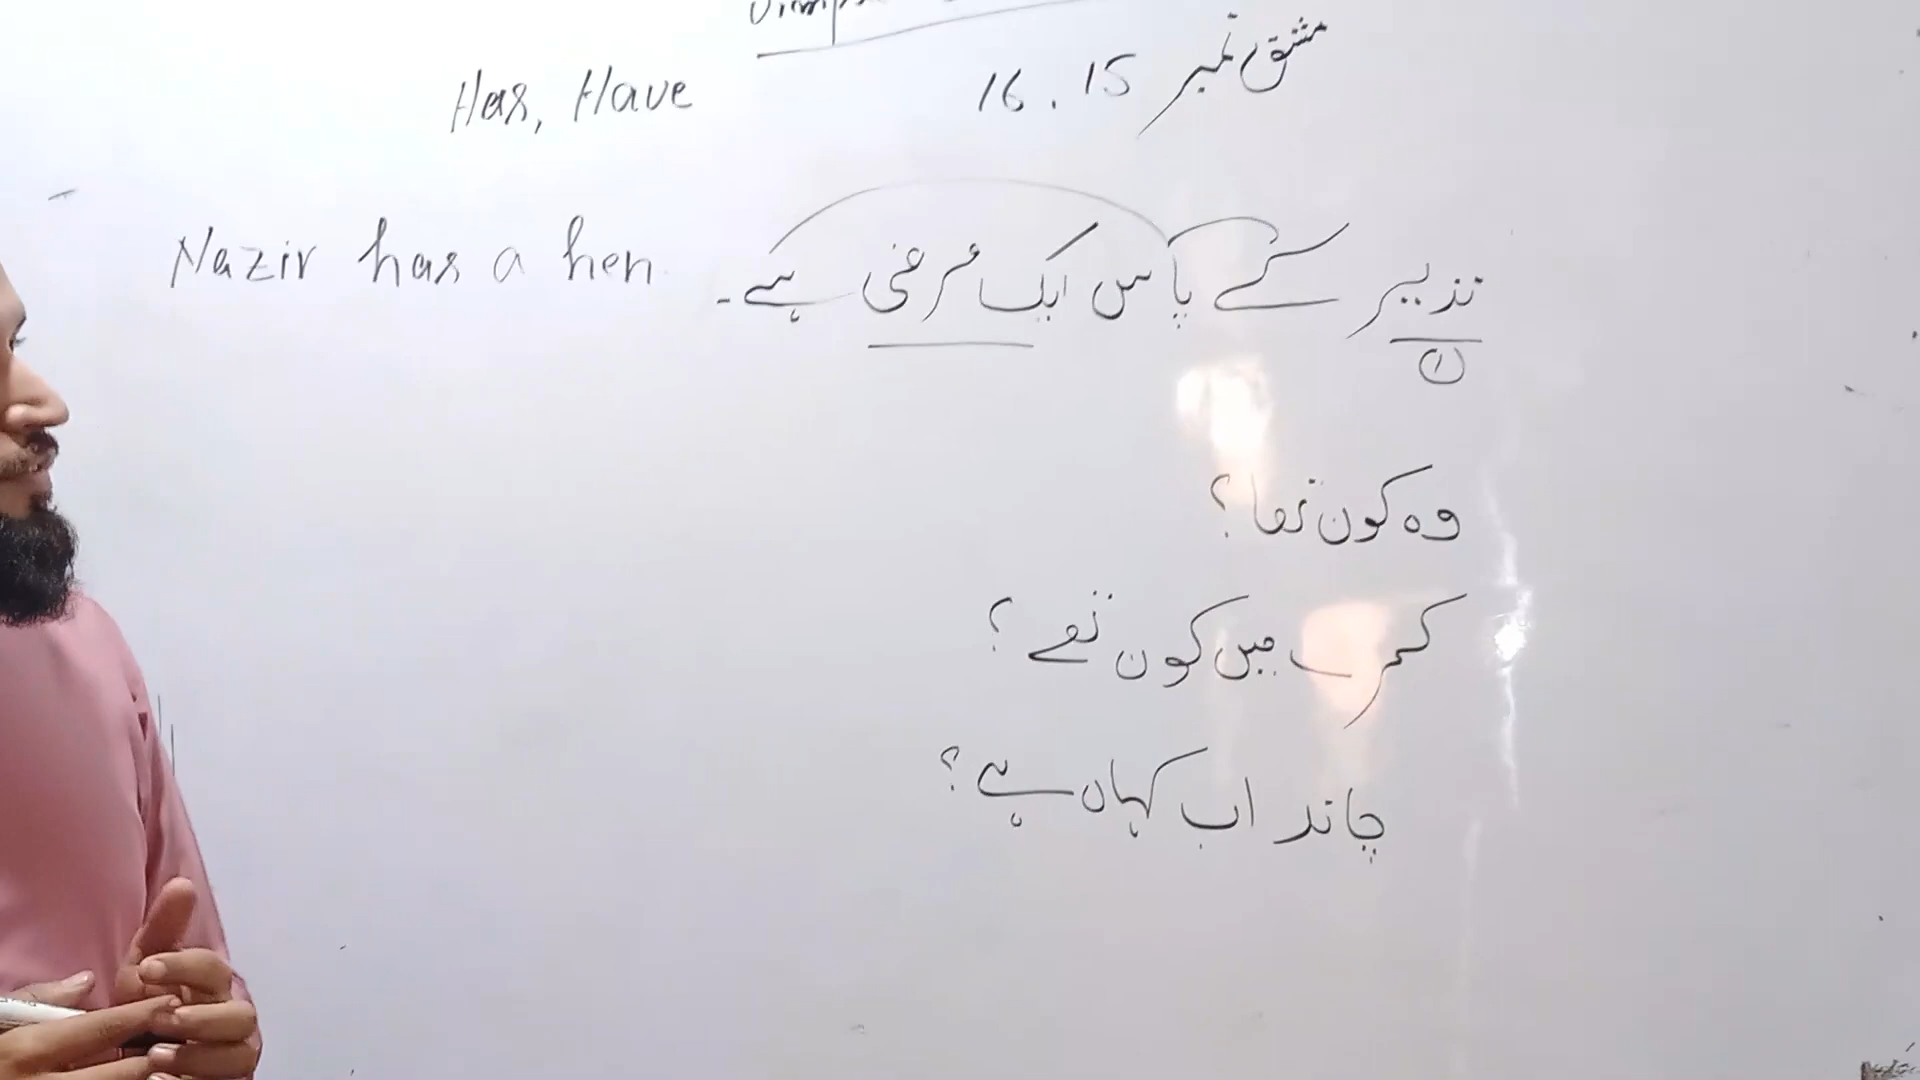 Has, Have
مشق نمبر 15 . 16
نذیر کے پاس ایک مرغی ہے۔
Nazir has a hen
1
وہ کون تھا؟
کمرے میں کون تھے؟
چاند اب کہاں ہے؟